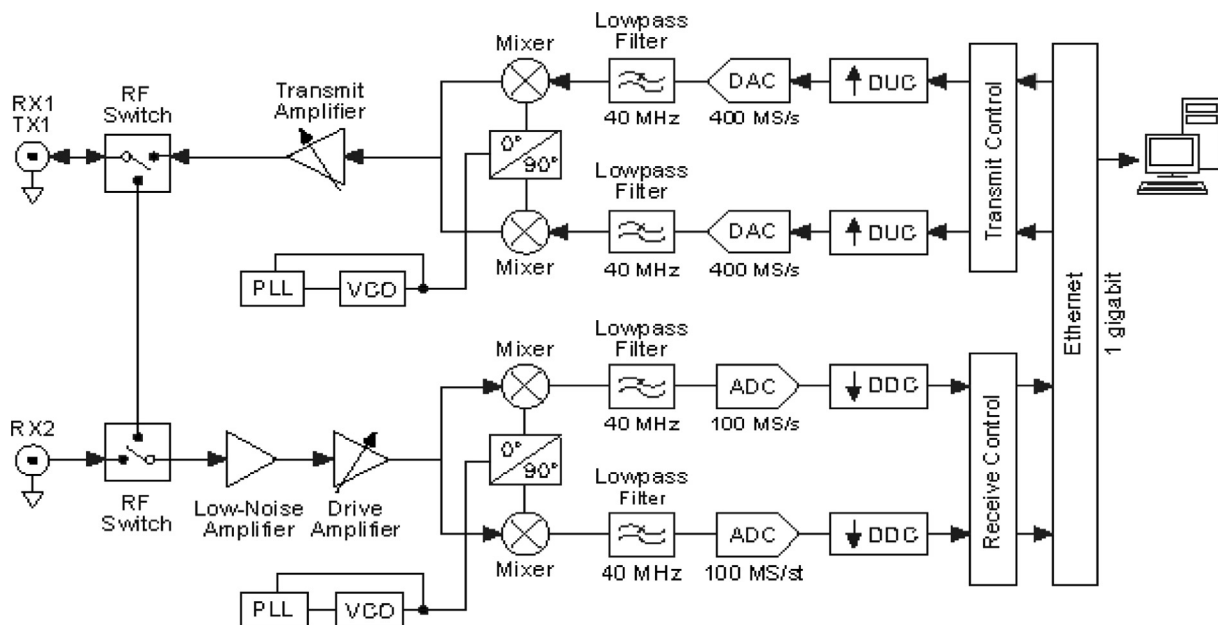 Lowpass
Filter
Mixer
RX1
TX1
RF
Switch
Transmit
Amplifier
DAC
DUC
40 MHz
400 MS/s
0°
90°
Lowpass
Filter
DAC
DUC
Mixer
40 MHz
400 MS/s
PLL
VCO
Transmit Control
Ethernet
1 gigabit
Lowpass
Filter
Mixer
ADC
DDC
40 MHz
100 MS/s
RX2
RF
Switch
Low-Noise
Amplifier
Drive
Amplifier
0°
90°
Lowpass
Filter
ADC
DDC
Mixer
40 MHz
100 MS/st
PLL
VCO
Receive Control